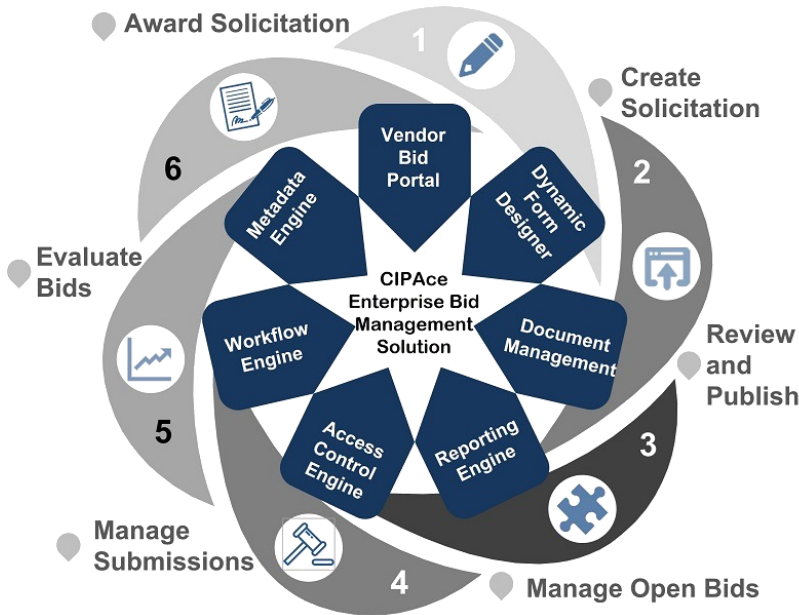 Award Solicitation
1
Create
Solicitation
2
Review
and
Publish
3
Manage Open Bids
4
Manage
Submissions
5
Evaluate
Bids
6
Vendor
Bid
Portal
Dynamic
Form
Designer
Document
Management
Reporting
Engine
Access
Control
Engine
Workflow
Engine
Metadata
Engine
CIPAce
Enterprise Bid
Management
Solution